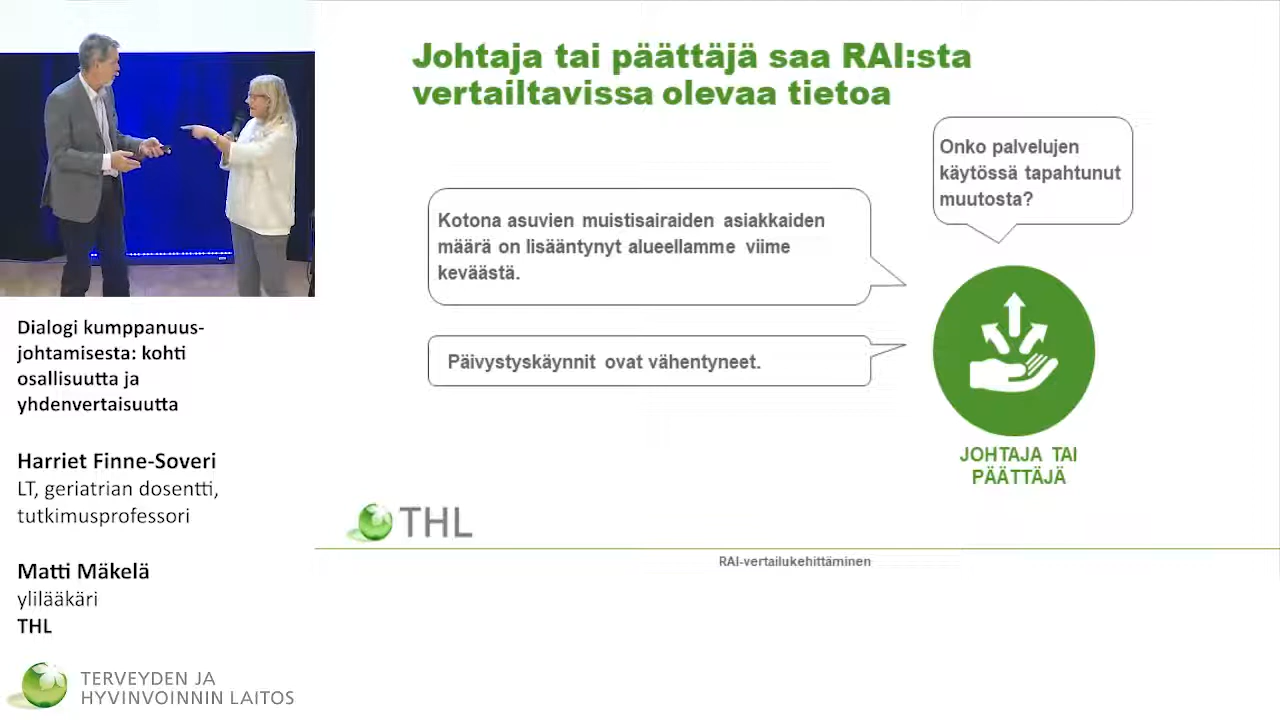 Johtaja tai päättäjä saa RAI:sta
vertailtavissa olevaa tietoa
Onko palvelujen
käytössä tapahtunut
muutosta?
Kotona asuvien muistisairaiden asiakkaiden
määrä on lisääntynyt alueellamme viime
keväästä.
Päivystyskäynnit ovat vähentyneet.
JOHTAJA TAI
PÄÄTTÄJÄ
THL
RAI-vertailukehittäminen
Dialogi kumppanuus-
johtamisesta: kohti
osallisuutta ja
yhdenvertaisuutta
Harriet Finne-Soveri
LT, geriatrian dosentti,
tutkimusprofessori
Matti Mäkelä
ylilääkäri
THL
TERVEYDEN JA
HYVINVOINNIN LAITOS